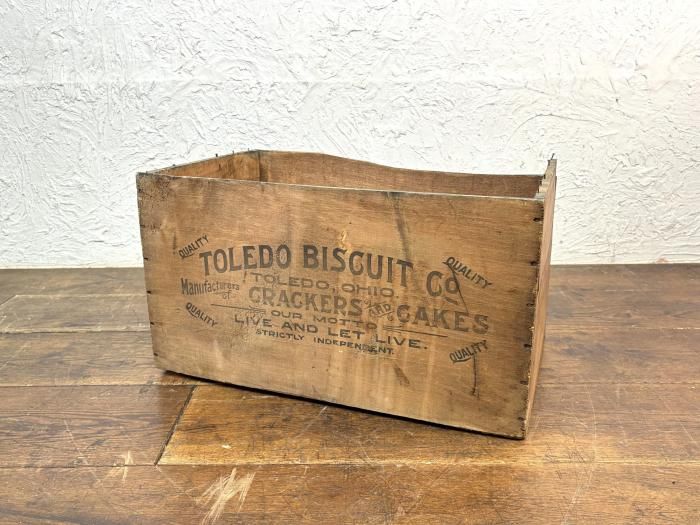 QUALITY
QUALITY
TOLEDO BISCUIT CO
TOLEDO, OHIO.
Manufacturers of CRACKERS AND CAKES
QUALITY
OUR MOTTO
LIVE AND LET LIVE.
STRICTLY INDEPENDENT.
QUALITY